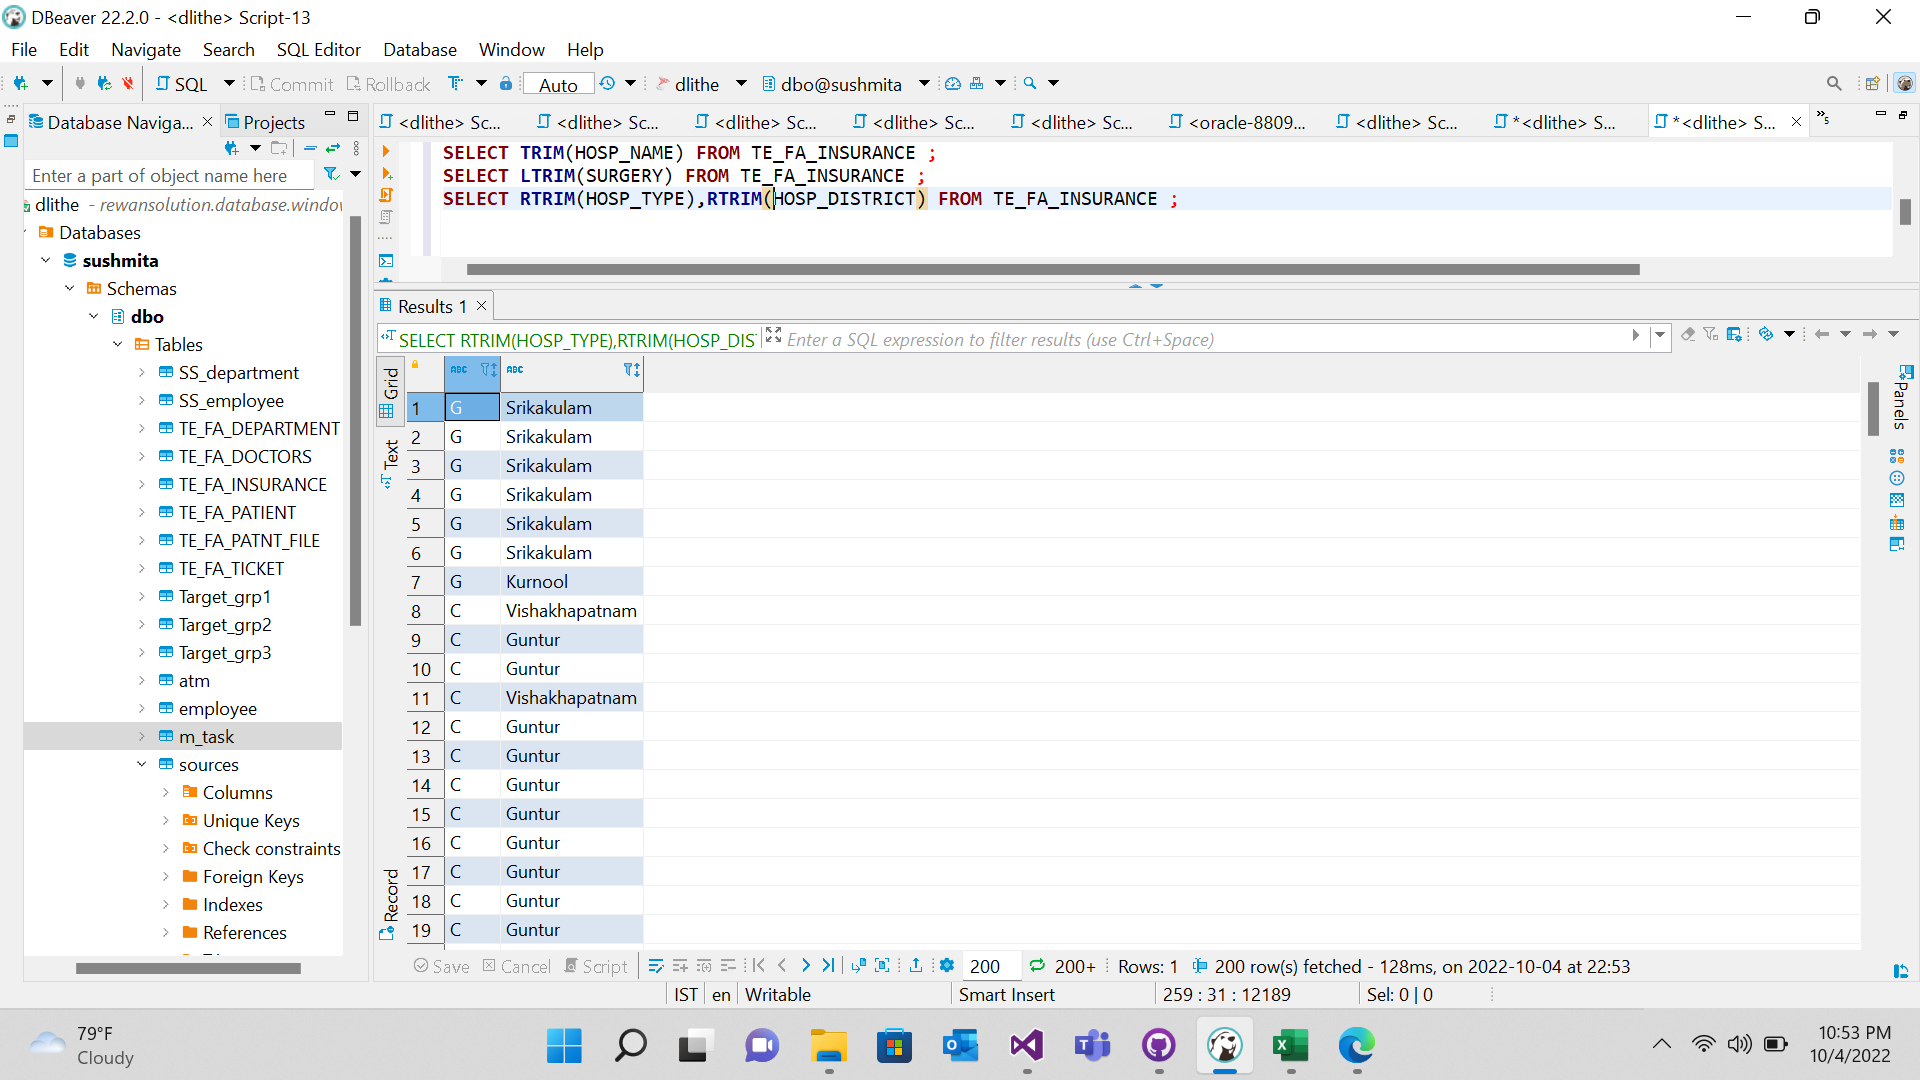 DBeaver 22.2.0 - <dlithe> Script-13
File Edit Navigate Search SQL Editor Database Window Help
SQL Commit Rollback Auto dlithe dbo@sushmita
Database Naviga... Projects
<dlithe> Sc... <dlithe> Sc... <dlithe> Sc... <dlithe> Sc... <dlithe> Sc... <oracle-8809... <dlithe> Sc... *<dlithe> S... *<dlithe> S... »5
Enter a part of object name here
dlithe - rewansolution.database.window
Databases
sushmita
Schemas
dbo
Tables
SS_department
SS_employee
TE_FA_DEPARTMENT
TE_FA_DOCTORS
TE_FA_INSURANCE
TE_FA_PATIENT
TE_FA_PATNT_FILE
TE_FA_TICKET
Target_grp1
Target_grp2
Target_grp3
atm
employee
m_task
sources
Columns
Unique Keys
Check constraints
Foreign Keys
Indexes
References
SELECT TRIM(HOSP_NAME) FROM TE_FA_INSURANCE ;
SELECT LTRIM(SURGERY) FROM TE_FA_INSURANCE ;
SELECT RTRIM(HOSP_TYPE),RTRIM(HOSP_DISTRICT) FROM TE_FA_INSURANCE ;
Results 1
SELECT RTRIM(HOSP_TYPE),RTRIM(HOSP_DIST Enter a SQL expression to filter results (use Ctrl+Space)
Grid
Text
Record
Panels
ABC ABC
1 G Srikakulam
2 G Srikakulam
3 G Srikakulam
4 G Srikakulam
5 G Srikakulam
6 G Srikakulam
7 G Kurnool
8 C Vishakhapatnam
9 C Guntur
10 C Guntur
11 C Vishakhapatnam
12 C Guntur
13 C Guntur
14 C Guntur
15 C Guntur
16 C Guntur
17 C Guntur
18 C Guntur
19 C Guntur
Save Cancel Script 200 200+ Rows: 1 200 row(s) fetched - 128ms, on 2022-10-04 at 22:53
IST en Writable Smart Insert 259 : 31 : 12189 Sel: 0 | 0
79°F
Cloudy
10:53 PM
10/4/2022